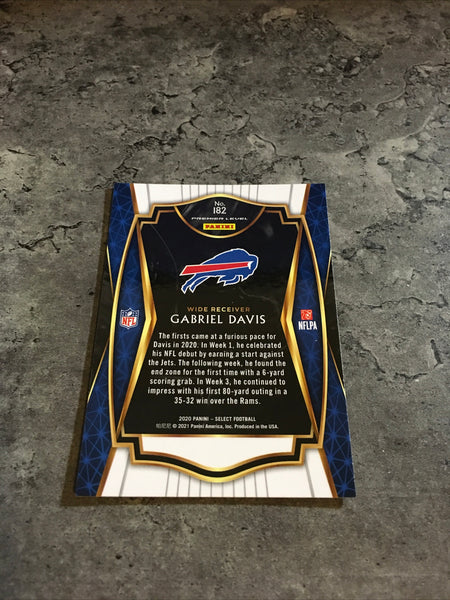 No.
182
PREMIER LEVEL
PANINI
WIDE RECEIVER
GABRIEL DAVIS
NFL
NFLPA
The firsts came at a furious pace for
Davis in 2020. In Week 1, he celebrated
his NFL debut by earning a start against
the Jets. The following week, he found the
end zone for the first time with a 6-yard
scoring grab. In Week 3, he continued to
impress with his first 80-yard outing in a
35-32 win over the Rams.
2020 PANINI – SELECT FOOTBALL
帕尼尼 © 2021 Panini America, Inc. Produced in the USA.